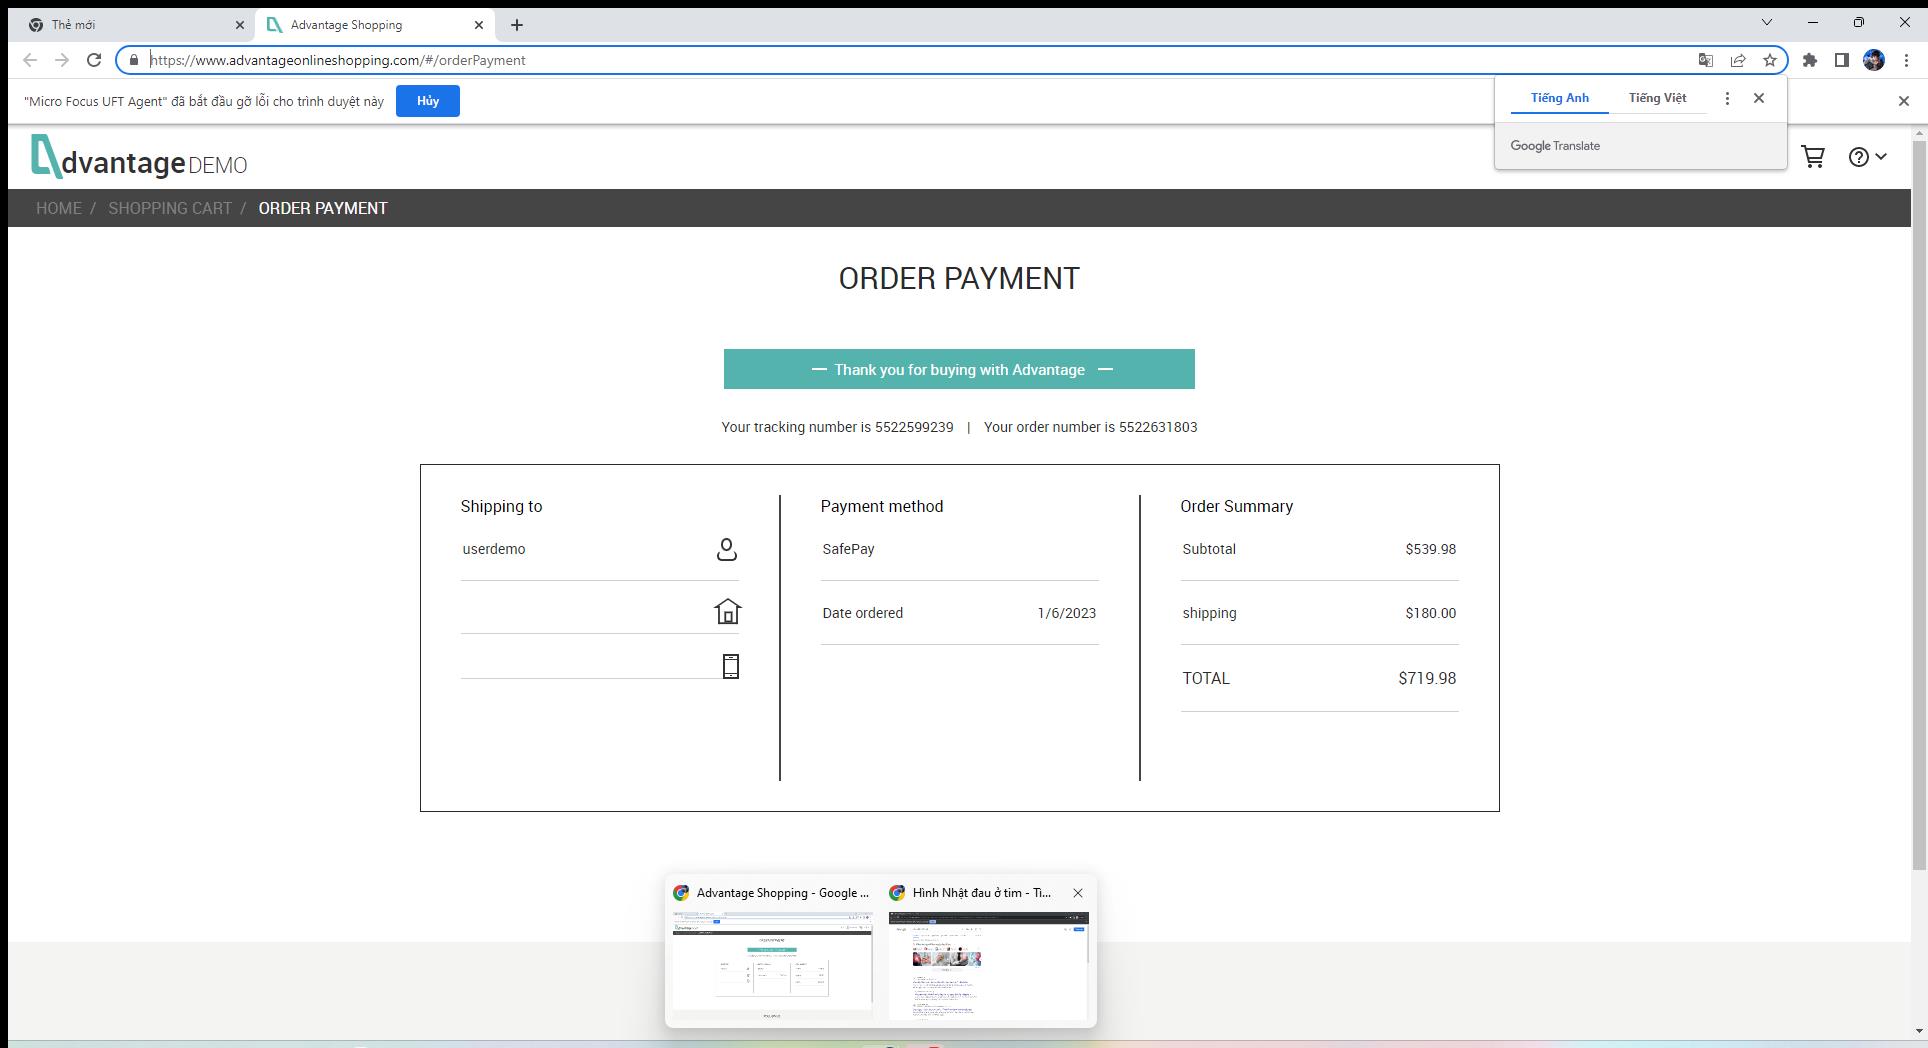 Thẻ mới
Advantage Shopping
https://www.advantageonlineshopping.com/#/orderPayment
"Micro Focus UFT Agent" đã bắt đầu gỡ lỗi cho trình duyệt này
Hủy
Tiếng Anh
Tiếng Việt
Google Translate
dvantage DEMO
HOME / SHOPPING CART / ORDER PAYMENT
ORDER PAYMENT
— Thank you for buying with Advantage —
Your tracking number is 5522599239 | Your order number is 5522631803
Shipping to
userdemo
Payment method
SafePay
Date ordered 1/6/2023
Order Summary
Subtotal $539.98
shipping $180.00
TOTAL $719.98
Advantage Shopping - Google ...
Hình Nhật đau ở tim - Ti...